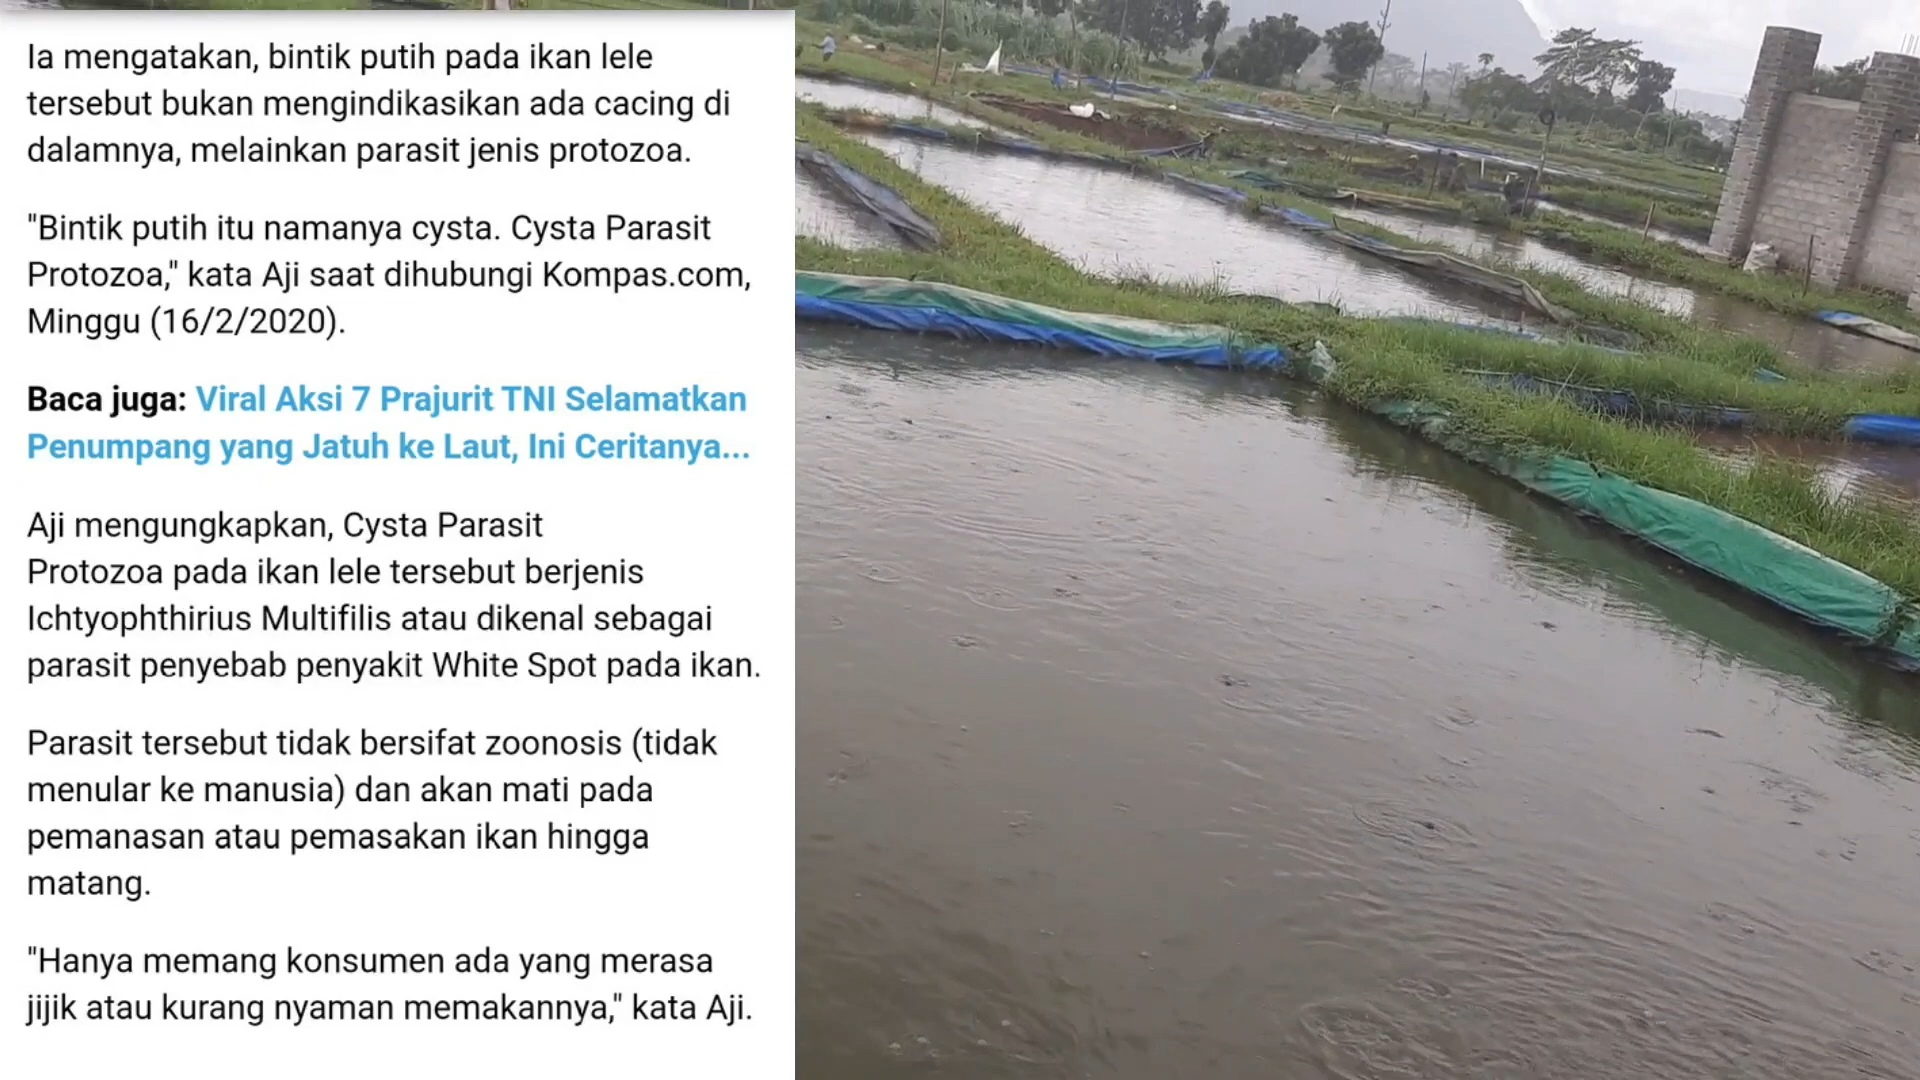 Ia mengatakan, bintik putih pada ikan lele
tersebut bukan mengindikasikan ada cacing di
dalamnya, melainkan parasit jenis protozoa.
"Bintik putih itu namanya cysta. Cysta Parasit
Protozoa," kata Aji saat dihubungi Kompas.com,
Minggu (16/2/2020).
Baca juga: Viral Aksi 7 Prajurit TNI Selamatkan
Penumpang yang Jatuh ke Laut, Ini Ceritanya...
Aji mengungkapkan, Cysta Parasit
Protozoa pada ikan lele tersebut berjenis
Ichtyophthirius Multifilis atau dikenal sebagai
parasit penyebab penyakit White Spot pada ikan.
Parasit tersebut tidak bersifat zoonosis (tidak
menular ke manusia) dan akan mati pada
pemanasan atau pemasakan ikan hingga
matang.
"Hanya memang konsumen ada yang merasa
jijik atau kurang nyaman memakannya," kata Aji.